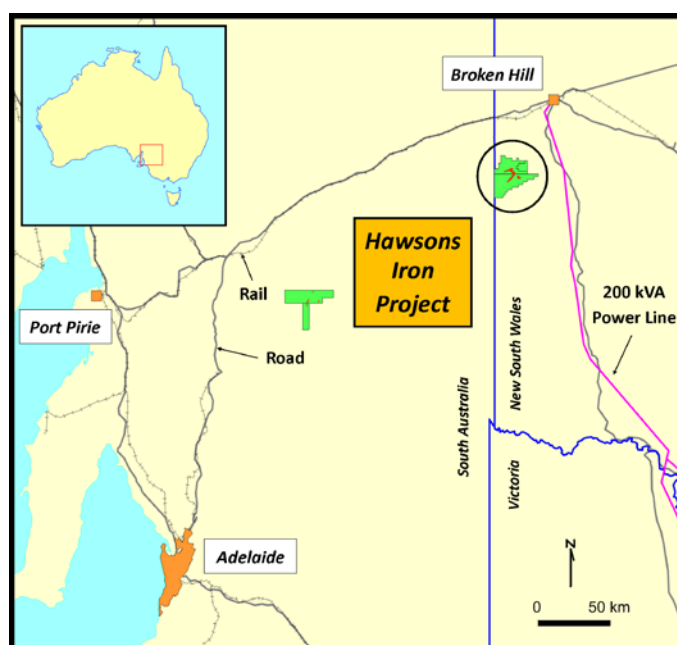 Broken Hill
Hawsons
Iron
Project
Rail
Port Pirie
Road
200 kVA
Power Line
South Australia
New South Wales
Victoria
Adelaide
N
0 50 km